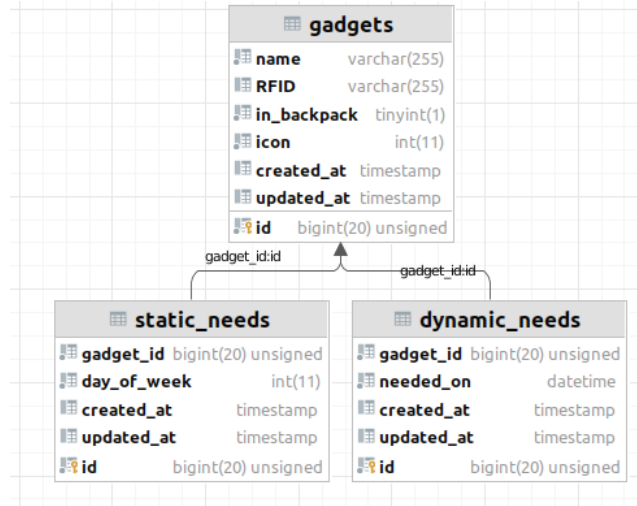 gadgets
name varchar(255)
RFID varchar(255)
in_backpack tinyint(1)
icon int(11)
created_at timestamp
updated_at timestamp
id bigint(20) unsigned
gadget_id:id
gadget_id:id
static_needs
gadget_id bigint(20) unsigned
day_of_week int(11)
created_at timestamp
updated_at timestamp
id bigint(20) unsigned
dynamic_needs
gadget_id bigint(20) unsigned
needed_on datetime
created_at timestamp
updated_at timestamp
id bigint(20) unsigned